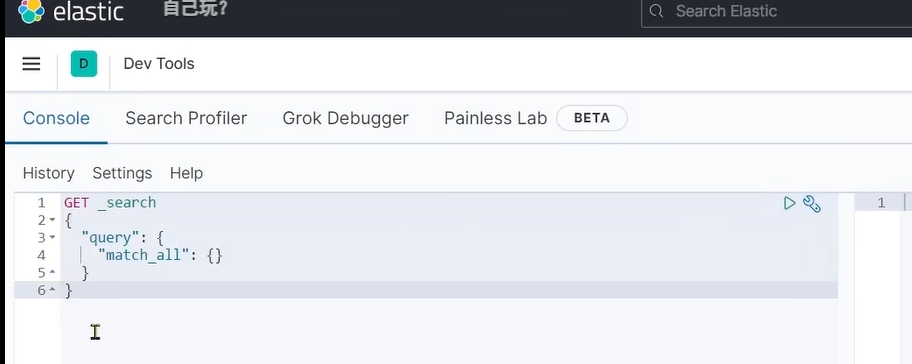 elastic
自己玩?
Search Elastic
D
Dev Tools
Console
Search Profiler
Grok Debugger
Painless Lab
BETA
History
Settings
Help
1 GET _search
2 {
3 "query": {
4 "match_all": {}
5 }
6 }
1